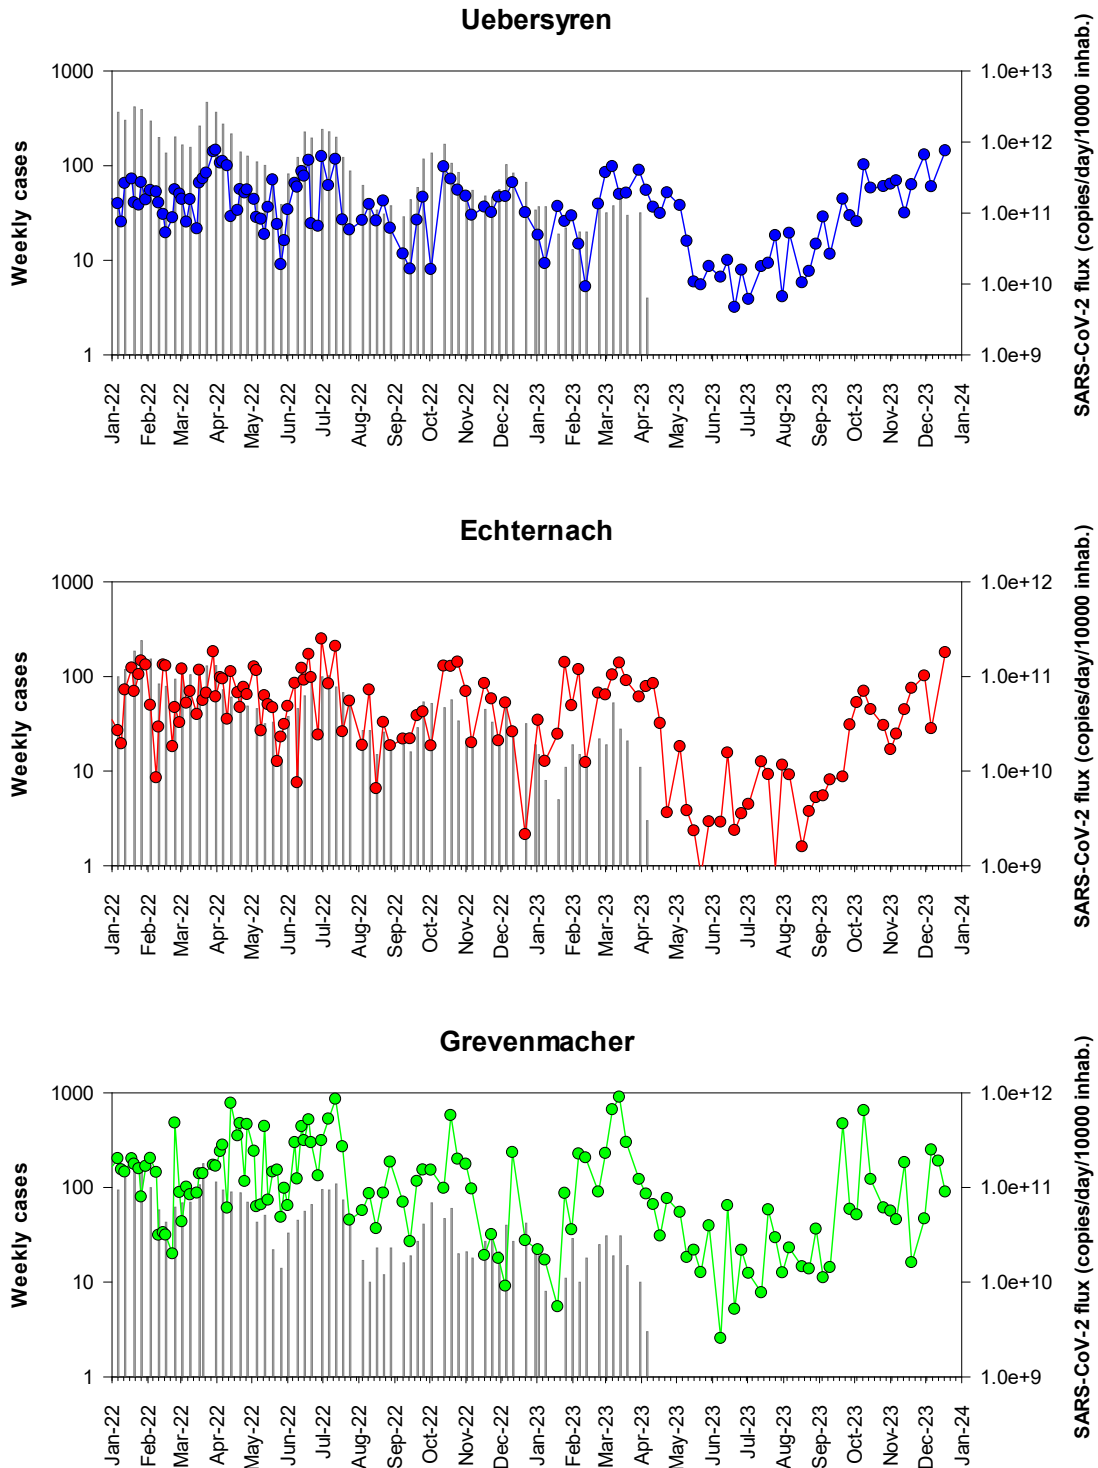 Uebersyren
Weekly cases
1000
100
10
1
1.0e+13
1.0e+12
1.0e+11
1.0e+10
1.0e+9
SARS-CoV-2 flux (copies/day/10000 inhab.)
Jan-22
Feb-22
Mar-22
Apr-22
May-22
Jun-22
Jul-22
Aug-22
Sep-22
Oct-22
Nov-22
Dec-22
Jan-23
Feb-23
Mar-23
Apr-23
May-23
Jun-23
Jul-23
Aug-23
Sep-23
Oct-23
Nov-23
Dec-23
Jan-24
Echternach
Weekly cases
1000
100
10
1
1.0e+12
1.0e+11
1.0e+10
1.0e+9
SARS-CoV-2 flux (copies/day/10000 inhab.)
Jan-22
Feb-22
Mar-22
Apr-22
May-22
Jun-22
Jul-22
Aug-22
Sep-22
Oct-22
Nov-22
Dec-22
Jan-23
Feb-23
Mar-23
Apr-23
May-23
Jun-23
Jul-23
Aug-23
Sep-23
Oct-23
Nov-23
Dec-23
Jan-24
Grevenmacher
Weekly cases
1000
100
10
1
1.0e+12
1.0e+11
1.0e+10
1.0e+9
SARS-CoV-2 flux (copies/day/10000 inhab.)
Jan-22
Feb-22
Mar-22
Apr-22
May-22
Jun-22
Jul-22
Aug-22
Sep-22
Oct-22
Nov-22
Dec-22
Jan-23
Feb-23
Mar-23
Apr-23
May-23
Jun-23
Jul-23
Aug-23
Sep-23
Oct-23
Nov-23
Dec-23
Jan-24